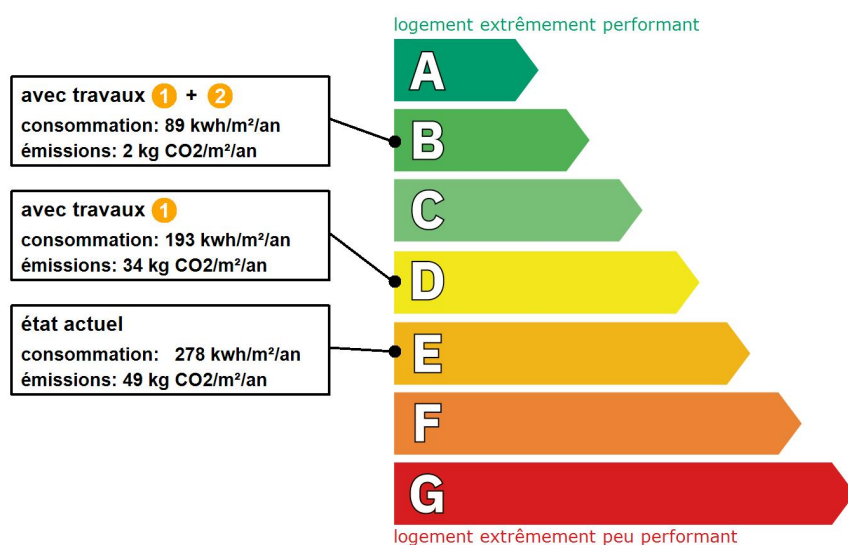 logement extrêmement performant
avec travaux 1 + 2
consommation: 89 kwh/m²/an
émissions: 2 kg CO2/m²/an
avec travaux 1
consommation: 193 kwh/m²/an
émissions: 34 kg CO2/m²/an
état actuel
consommation: 278 kwh/m²/an
émissions: 49 kg CO2/m²/an
A
B
C
D
E
F
G
logement extrêmement peu performant